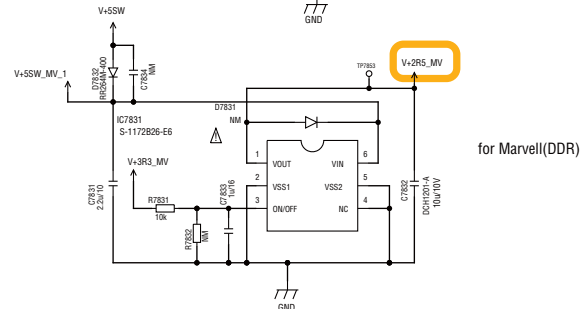 GND
V+5SW
D7832
RR264M-400
C7834
NM
V+5SW_MV_1
TP7853
V+2R5_MV
D7831
NM
IC7831
S-1172B26-E6
for Marvell(DDR)
V+3R3_MV
1 VOUT VIN 6
2 VSS1 VSS2 5
3 ON/OFF NC 4
C7831
2.2u/10
R7831
10k
R7832
NM
C7833
1u/16
C7832
DCH1201-A
10u/10V
GND